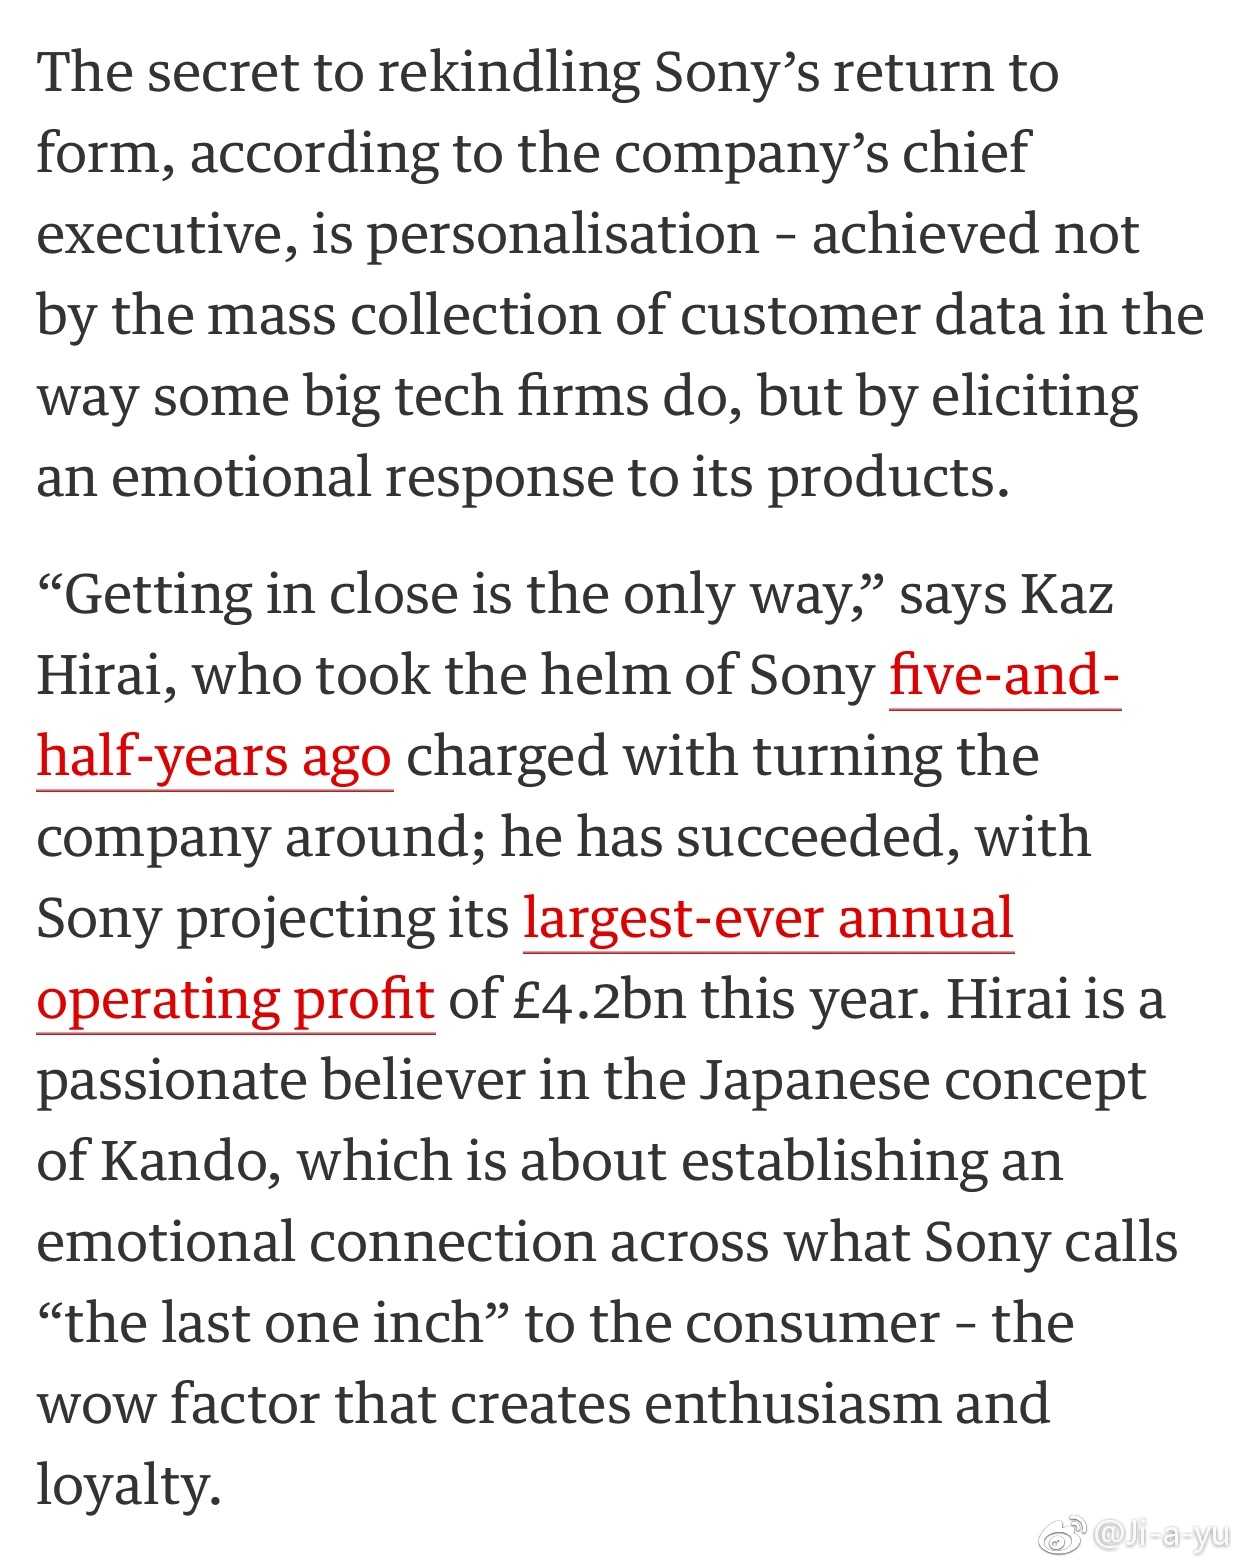 The secret to rekindling Sony’s return to
form, according to the company’s chief
executive, is personalisation – achieved not
by the mass collection of customer data in the
way some big tech firms do, but by eliciting
an emotional response to its products.
“Getting in close is the only way,” says Kaz
Hirai, who took the helm of Sony five-and-
half-years ago charged with turning the
company around; he has succeeded, with
Sony projecting its largest-ever annual
operating profit of £4.2bn this year. Hirai is a
passionate believer in the Japanese concept
of Kando, which is about establishing an
emotional connection across what Sony calls
“the last one inch” to the consumer – the
wow factor that creates enthusiasm and
loyalty.
@Ji-a-yu